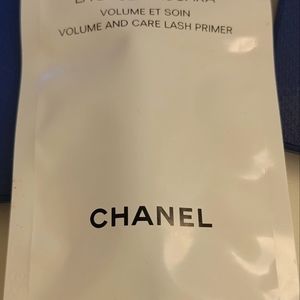 VOLUME ET SOIN
VOLUME AND CARE LASH PRIMER
CHANEL